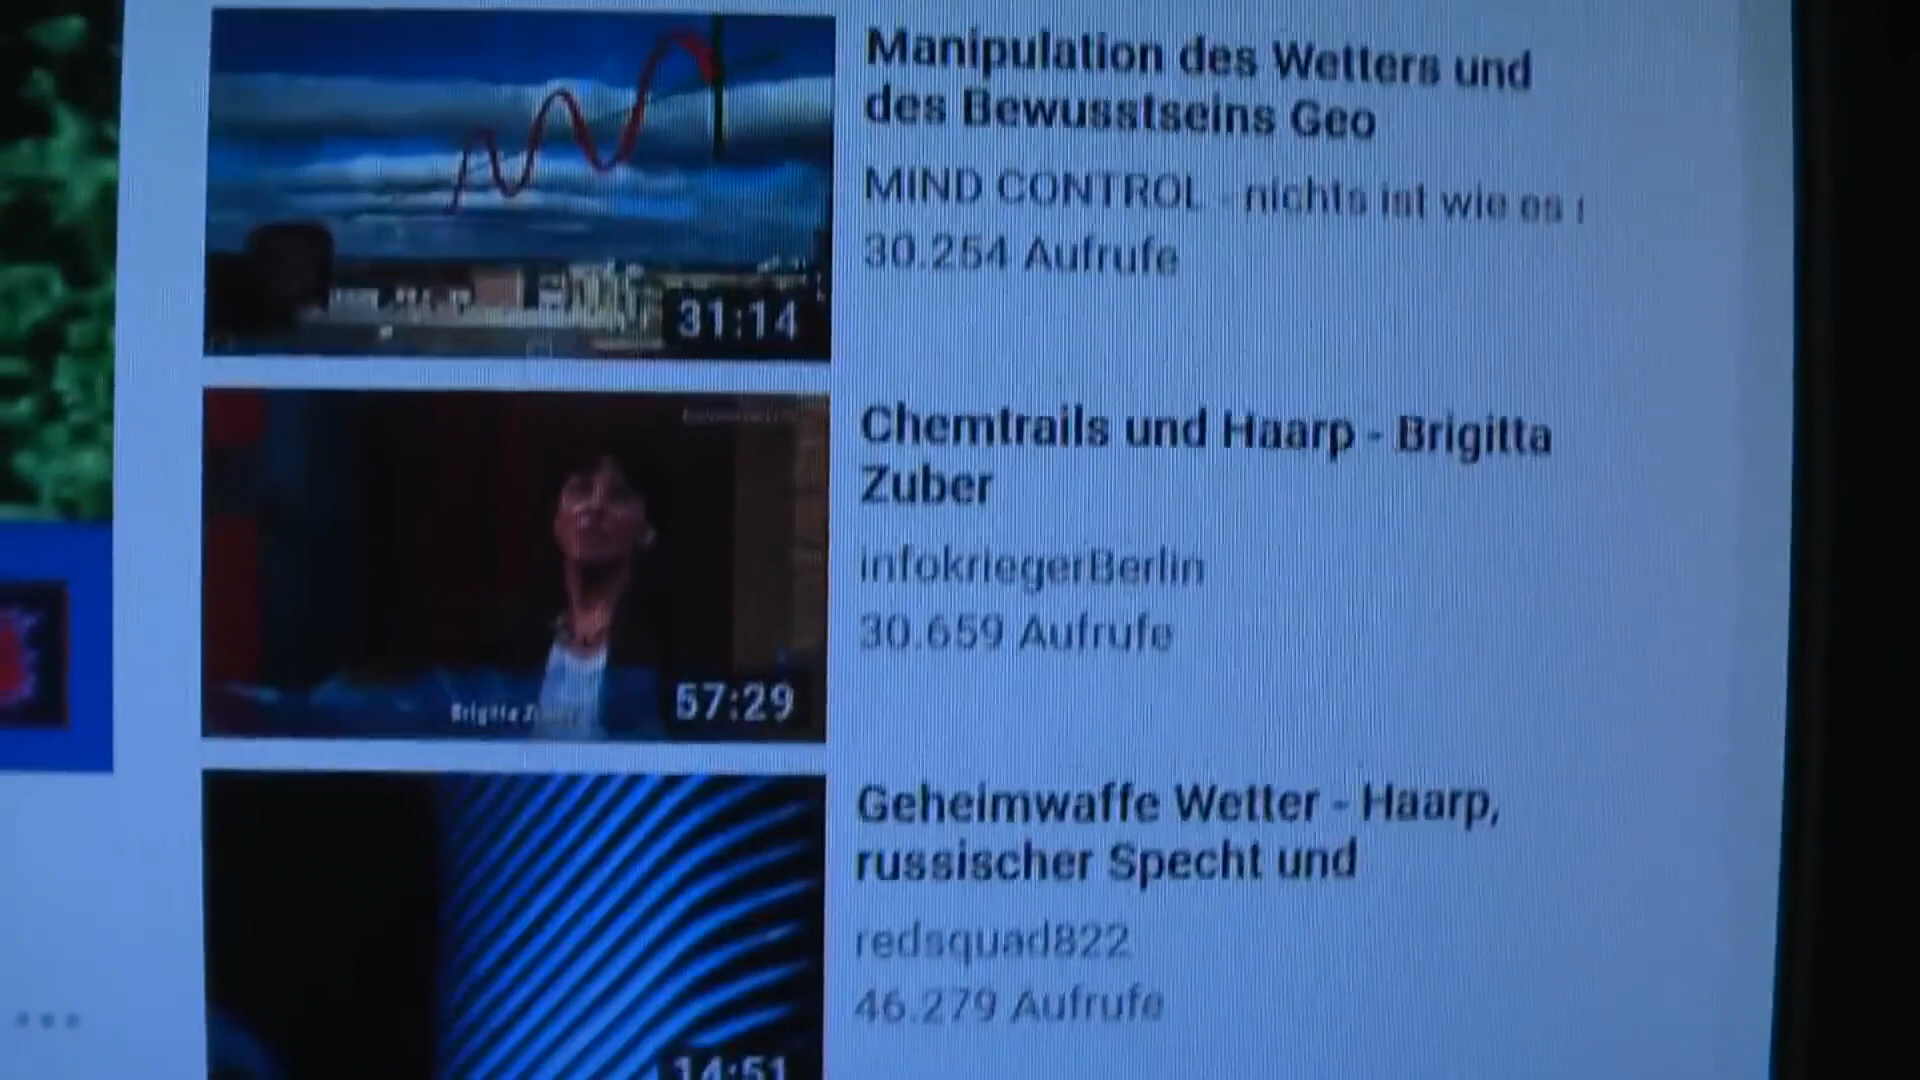 Manipulation des Wetters und
des Bewusstseins Geo
MIND CONTROL - nichts ist wie es
30.254 Aufrufe
31:14
Chemtrails und Haarp - Brigitta
Zuber
infokriegerBerlin
30.659 Aufrufe
Brigitta
57:29
Geheimwaffe Wetter - Haarp,
russischer Specht und
redsquad822
46.279 Aufrufe
14:51